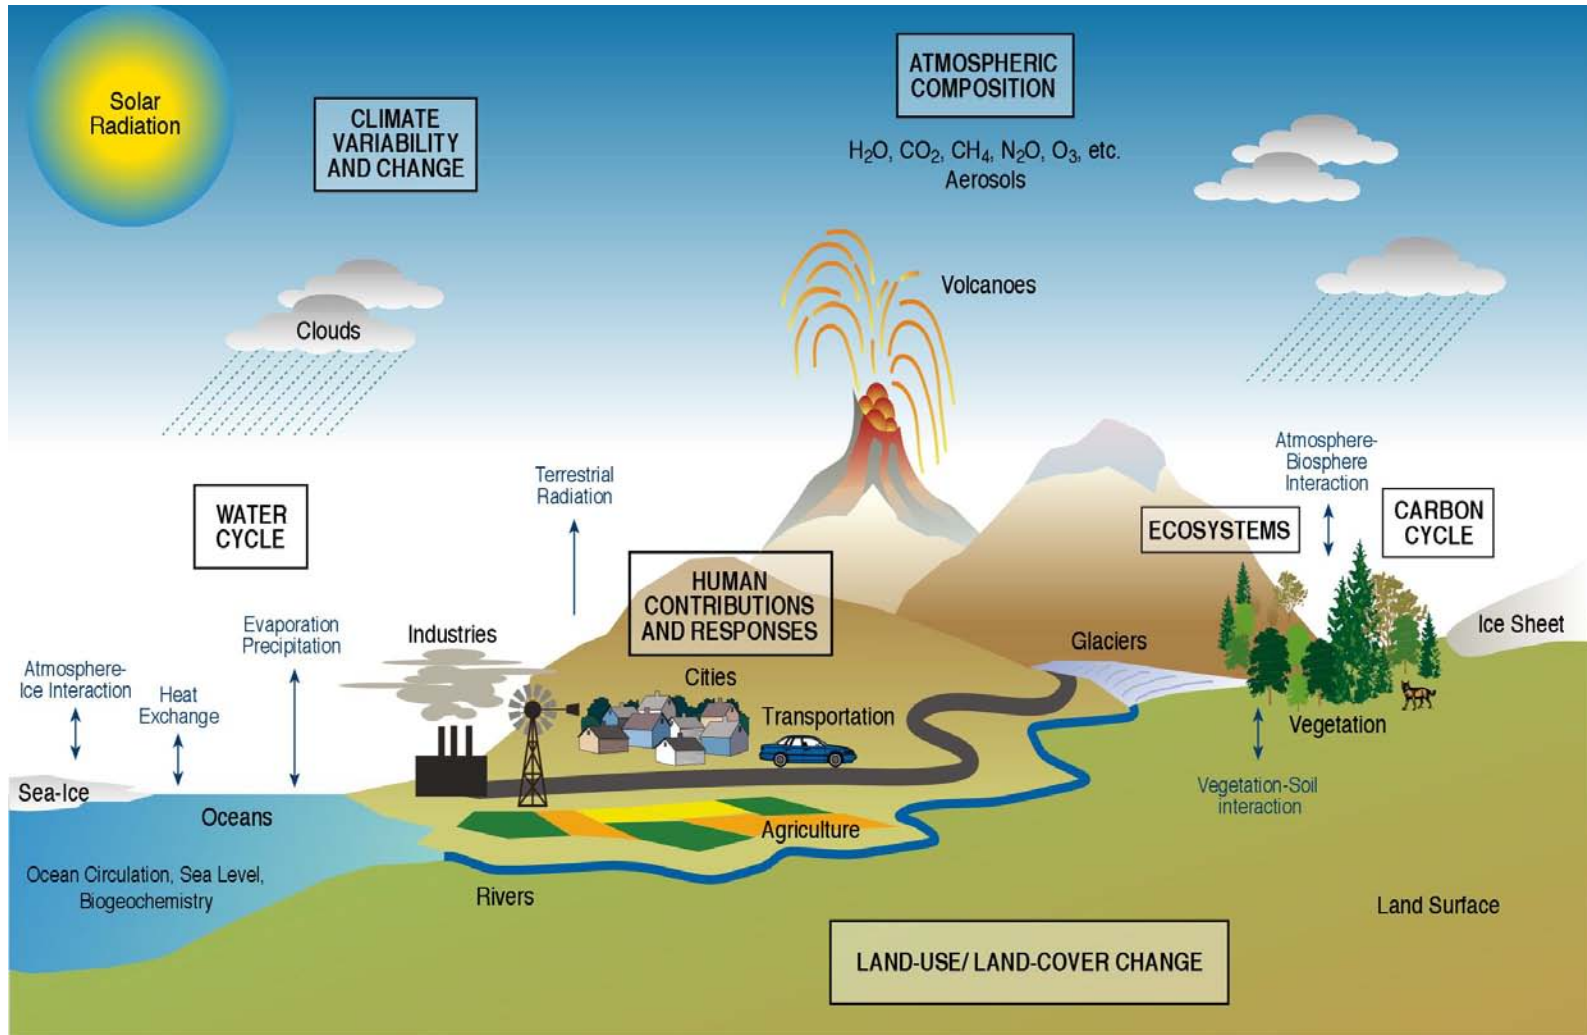 Solar
Radiation
CLIMATE
VARIABILITY
AND CHANGE
ATMOSPHERIC
COMPOSITION
H₂O, CO₂, CH₄, N₂O, O₃, etc.
Aerosols
Clouds
Volcanoes
Terrestrial
Radiation
Atmosphere-
Biosphere
Interaction
WATER
CYCLE
ECOSYSTEMS
CARBON
CYCLE
HUMAN
CONTRIBUTIONS
AND RESPONSES
Evaporation
Precipitation
Industries
Glaciers
Ice Sheet
Atmosphere-
Ice Interaction
Heat
Exchange
Cities
Transportation
Vegetation
Sea-Ice
Oceans
Agriculture
Vegetation-Soil
interaction
Ocean Circulation, Sea Level,
Biogeochemistry
Rivers
Land Surface
LAND-USE/ LAND-COVER CHANGE